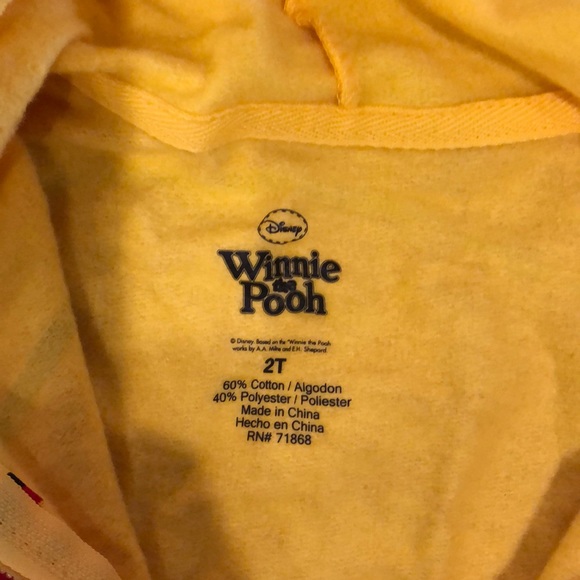 Disney
Winnie
the
Pooh
© Disney. Based on the "Winnie the Pooh
works by A.A. Milne and E.H. Shepard
2T
60% Cotton / Algodon
40% Polyester / Poliester
Made in China
Hecho en China
RN# 71868